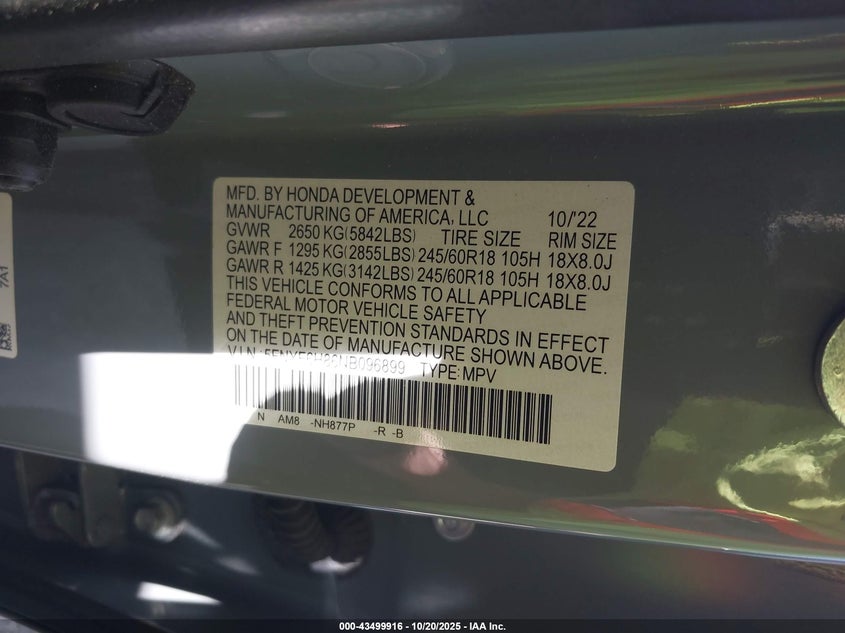 MFD. BY HONDA DEVELOPMENT &
MANUFACTURING OF AMERICA, LLC 10/'22
GVWR 2650 KG(5842LBS) TIRE SIZE RIM SIZE
GAWR F 1295 KG(2855LBS) 245/60R18 105H 18X8.0J
GAWR R 1425 KG(3142LBS) 245/60R18 105H 18X8.0J
THIS VEHICLE CONFORMS TO ALL APPLICABLE
FEDERAL MOTOR VEHICLE SAFETY
AND THEFT PREVENTION STANDARDS IN EFFECT
ON THE DATE OF MANUFACTURE SHOWN ABOVE.
V.I.N.: TYPE: MPV
N AM8 -NH877P -R -B
7A1
000-43499916 - 10/20/2025 - IAA Inc.